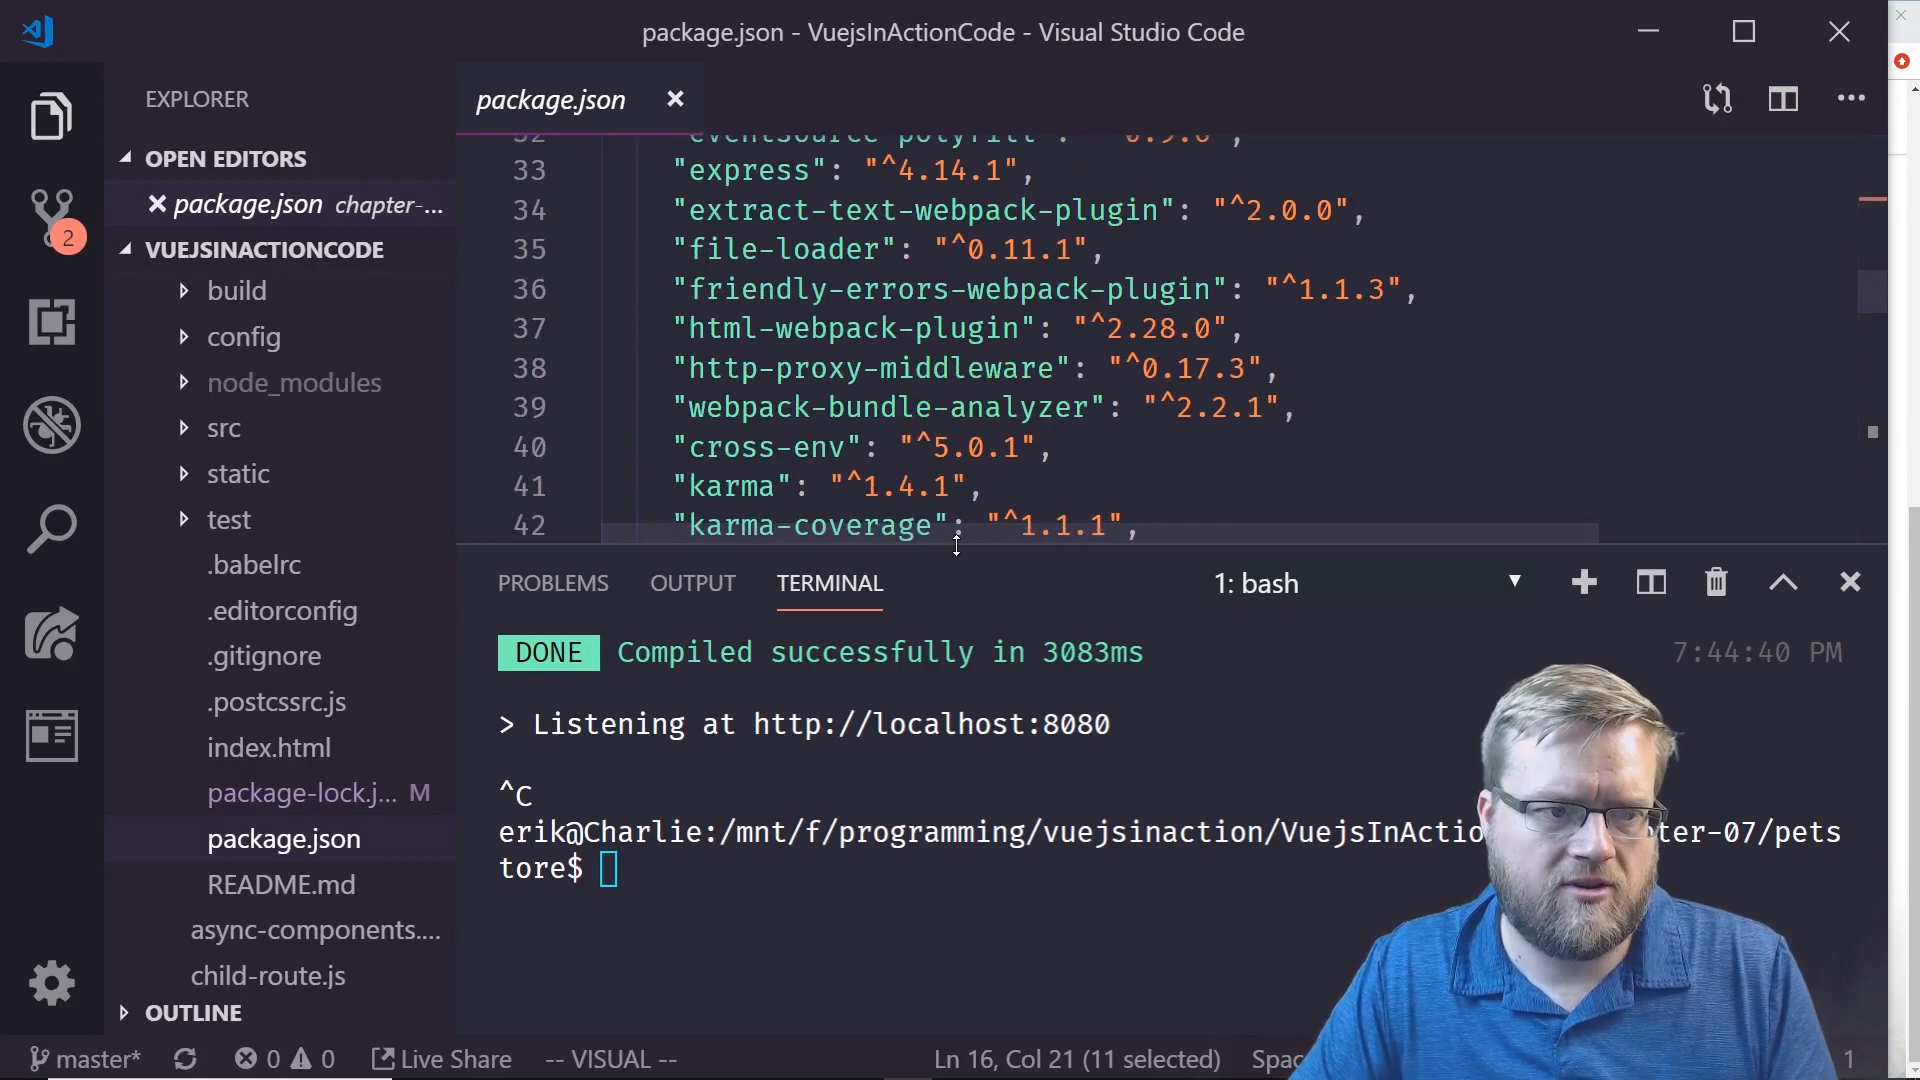 package.json - VuejsInActionCode - Visual Studio Code
EXPLORER
OPEN EDITORS
package.json chapter-...
2
VUEJSINACTIONCODE
build
config
node_modules
src
static
test
.babelrc
.editorconfig
.gitignore
.postcssrc.js
index.html
package-lock.j... M
package.json
README.md
async-components....
child-route.js
OUTLINE
package.json
33 "express": "^4.14.1",
34 "extract-text-webpack-plugin": "^2.0.0",
35 "file-loader": "^0.11.1",
36 "friendly-errors-webpack-plugin": "^1.1.3",
37 "html-webpack-plugin": "^2.28.0",
38 "http-proxy-middleware": "^0.17.3",
39 "webpack-bundle-analyzer": "^2.2.1",
40 "cross-env": "^5.0.1",
41 "karma": "^1.4.1",
42 "karma-coverage": "^1.1.1",
PROBLEMS OUTPUT TERMINAL 1: bash
DONE Compiled successfully in 3083ms 7:44:40 PM
> Listening at http://localhost:8080
^C
erik@Charlie:/mnt/f/programming/vuejsinaction/VuejsInActio ter-07/pets
tore$
master* 0 0 Live Share -- VISUAL -- Ln 16, Col 21 (11 selected) Spac 1